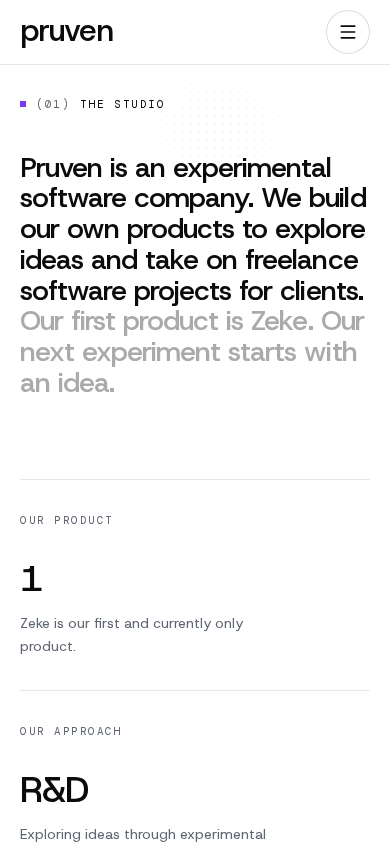 pruven
(01) THE STUDIO
Pruven is an experimental
software company. We build
our own products to explore
ideas and take on freelance
software projects for clients.
Our first product is Zeke. Our
next experiment starts with
an idea.
OUR PRODUCT
1
Zeke is our first and currently only
product.
OUR APPROACH
R&D
Exploring ideas through experimental